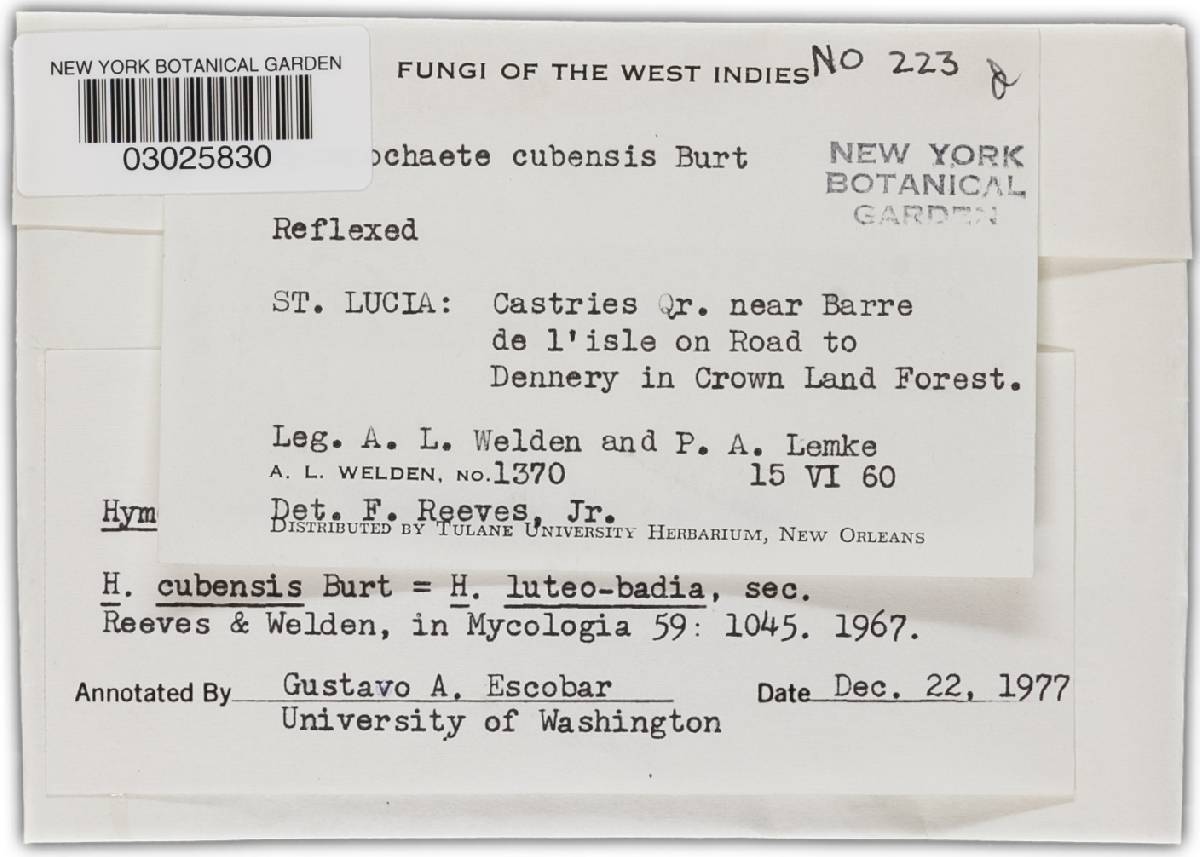 NEW YORK BOTANICAL GARDEN
03025830
FUNGI OF THE WEST INDIES
NO 223
ochaete cubensis Burt
NEW YORK
BOTANICAL
GARDEN
Reflexed
ST. LUCIA: Castries Qr. near Barre
de l'isle on Road to
Dennery in Crown Land Forest.
Leg. A. L. Welden and P. A. Lemke
A. L. WELDEN, NO. 1370 15 VI 60
Det. F. Reeves, Jr.
DISTRIBUTED BY TULANE UNIVERSITY HERBARIUM, NEW ORLEANS
Hym
H. cubensis Burt = H. luteo-badia, sec.
Reeves & Welden, in Mycologia 59: 1045. 1967.
Annotated By Gustavo A. Escobar Date Dec. 22, 1977
University of Washington